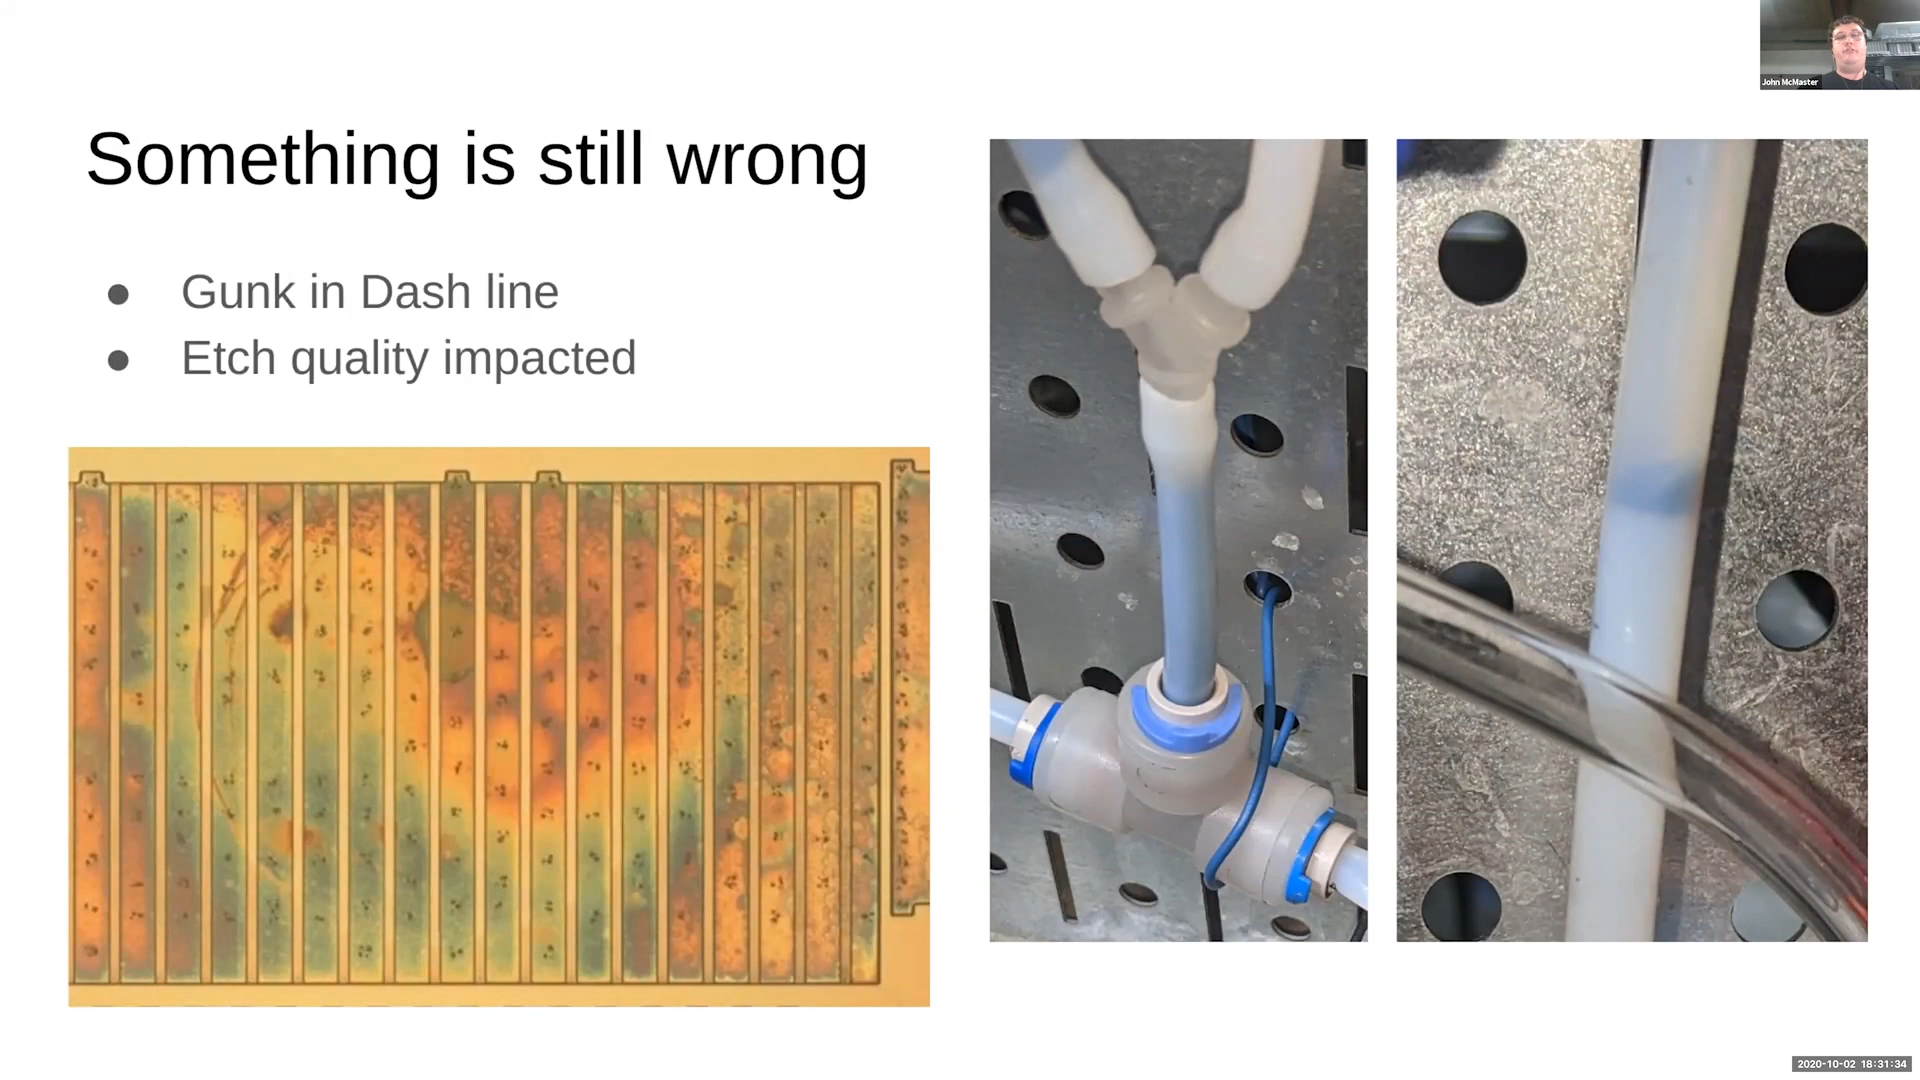 John McMaster
Something is still wrong
● Gunk in Dash line
● Etch quality impacted
2020-10-02 18:31:34